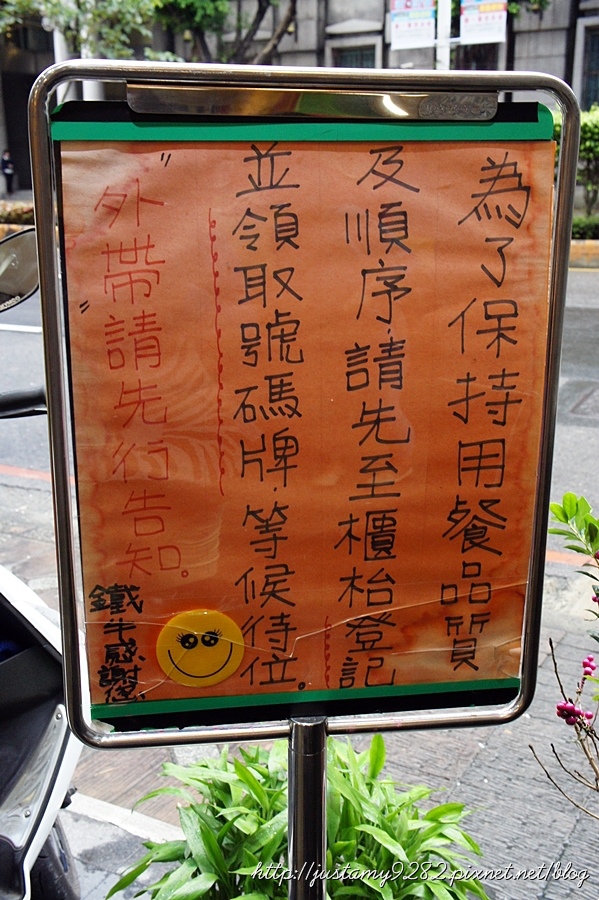 為了保持用餐品質
及順序.請先至櫃枱登記
並領取號碼牌.等候待位。
"外帶請先行告知。"
鐵牛感謝您.
http://justamy9282.pixnet.net/blog